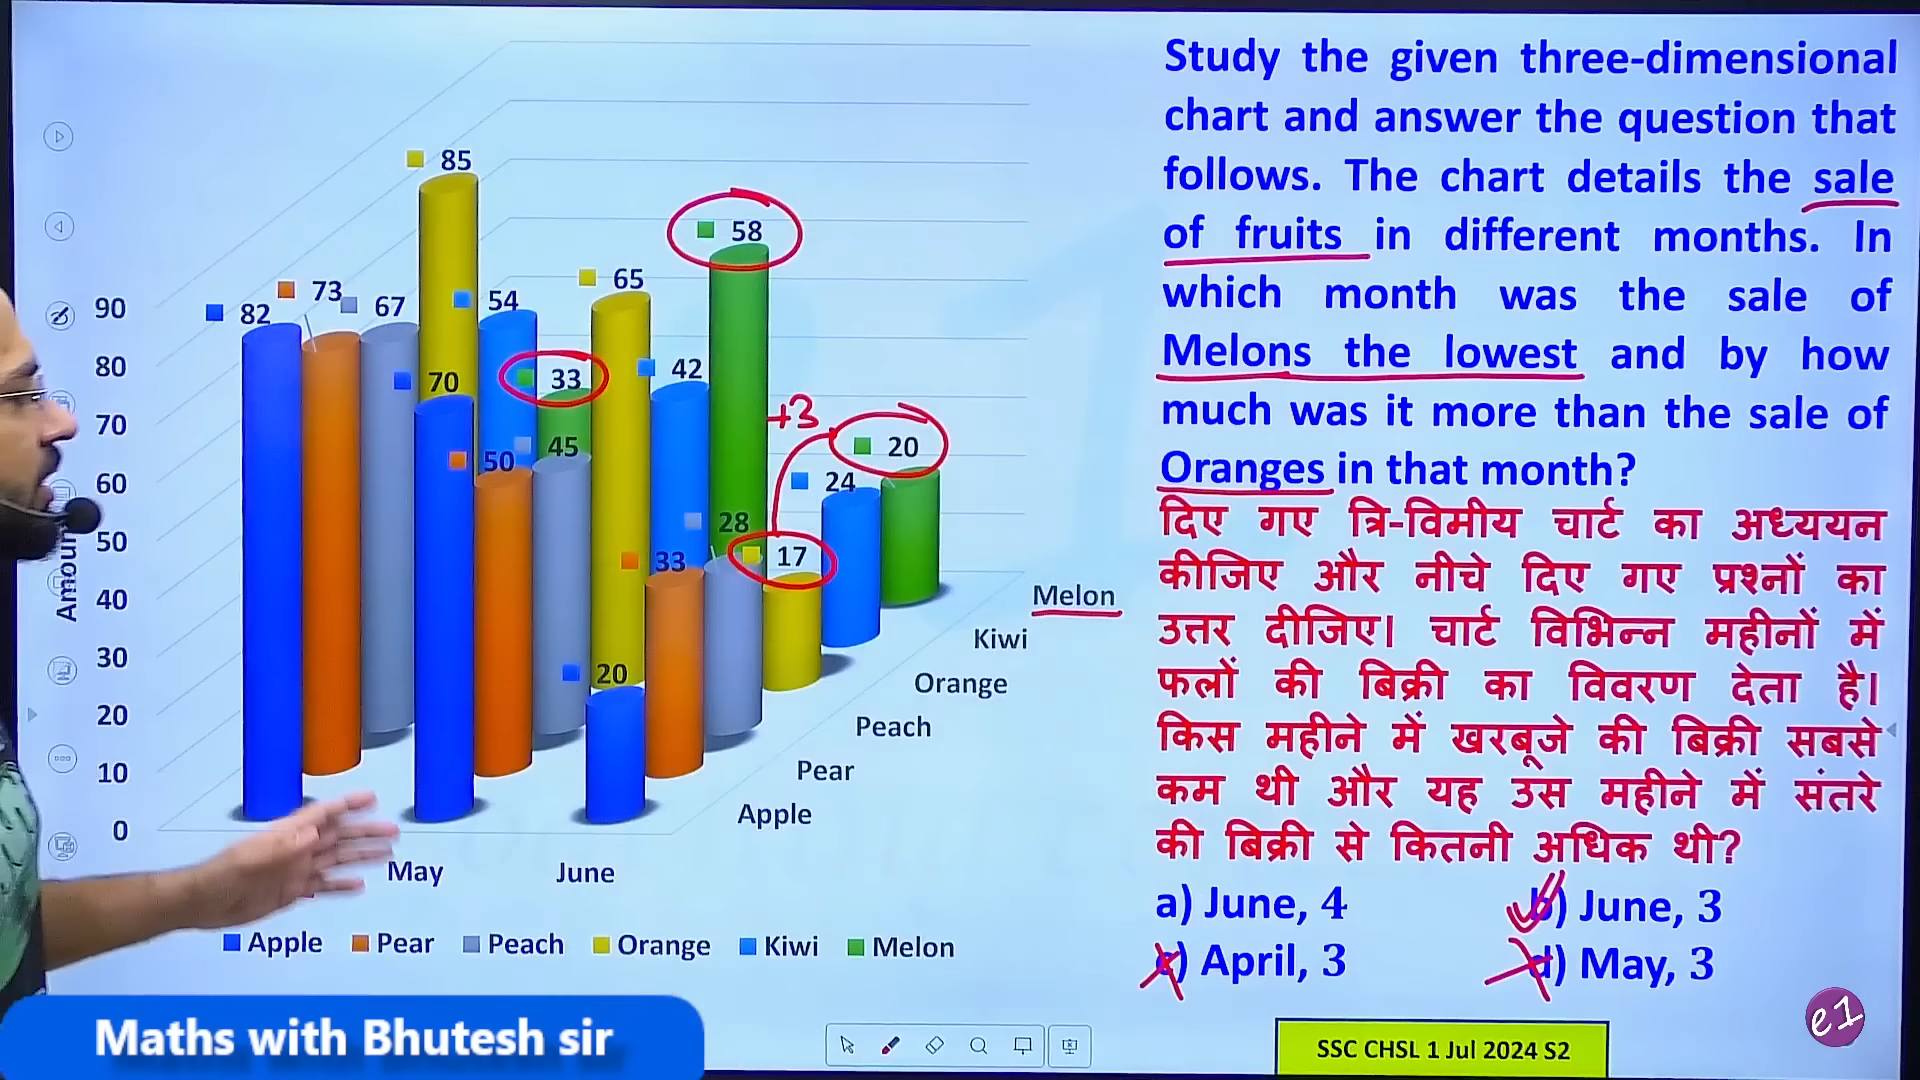 85
58
65
73
67
54
82
90
42
33
80
70
+3
70
45
20
50
60
24
28
50
17
33
40
Melon
Kiwi
30
20
Orange
20
Peach
10
Pear
Apple
0
May
June
Apple Pear Peach Orange Kiwi Melon
Study the given three-dimensional
chart and answer the question that
follows. The chart details the sale
of fruits in different months. In
which month was the sale of
Melons the lowest and by how
much was it more than the sale of
Oranges in that month?
दिए गए त्रि-विमीय चार्ट का अध्ययन
कीजिए और नीचे दिए गए प्रश्नों का
उत्तर दीजिए। चार्ट विभिन्न महीनों में
फलों की बिक्री का विवरण देता है।
किस महीने में खरबूजे की बिक्री सबसे
कम थी और यह उस महीने में संतरे
की बिक्री से कितनी अधिक थी?
a) June, 4 b) June, 3
c) April, 3 d) May, 3
e1
Maths with Bhutesh sir
SSC CHSL 1 Jul 2024 S2